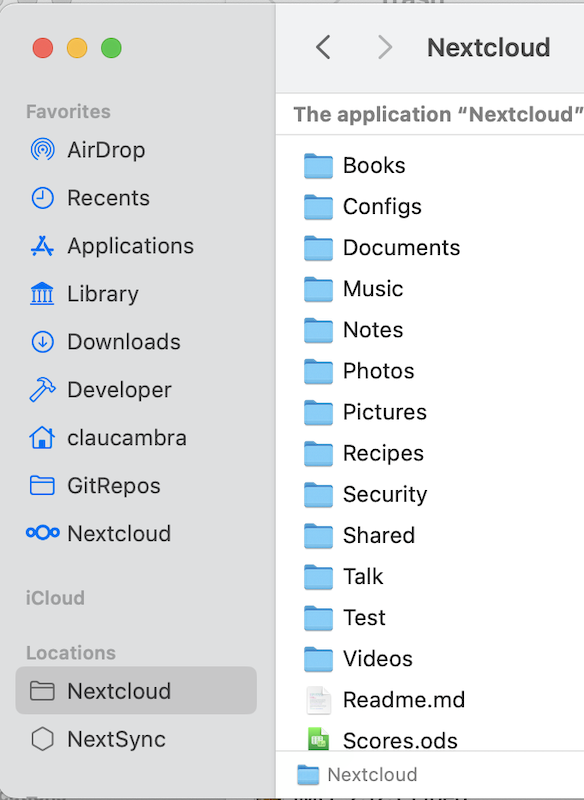 Nextcloud
Favorites
AirDrop
Recents
Applications
Library
Downloads
Developer
claucambra
GitRepos
Nextcloud
iCloud
Locations
Nextcloud
NextSync
The application “Nextcloud”
Books
Configs
Documents
Music
Notes
Photos
Pictures
Recipes
Security
Shared
Talk
Test
Videos
Readme.md
Scores.ods
Nextcloud